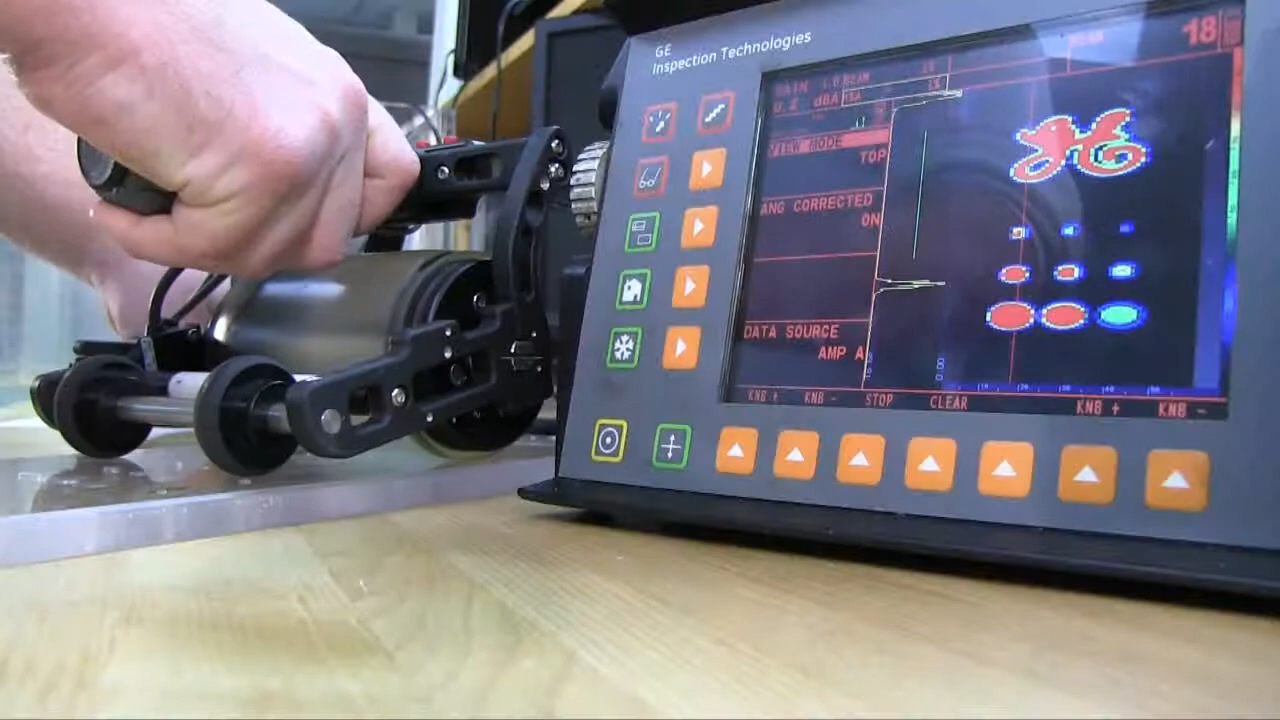 GE
Inspection Technologies
18
VIEW MODE
TOP
ANG CORRECTED
ON
DATA SOURCE
AMP A
KNB + KNB - STOP CLEAR KNB + KNB -
GE